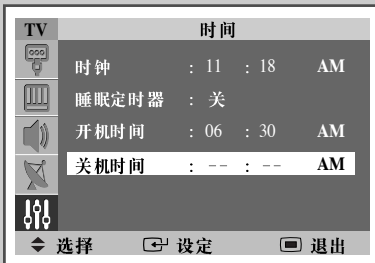 TV 时间
时钟 : 11 : 18 AM
睡眠定时器 : 关
开机时间 : 06 : 30 AM
关机时间 : -- : -- AM
选择 设定 退出